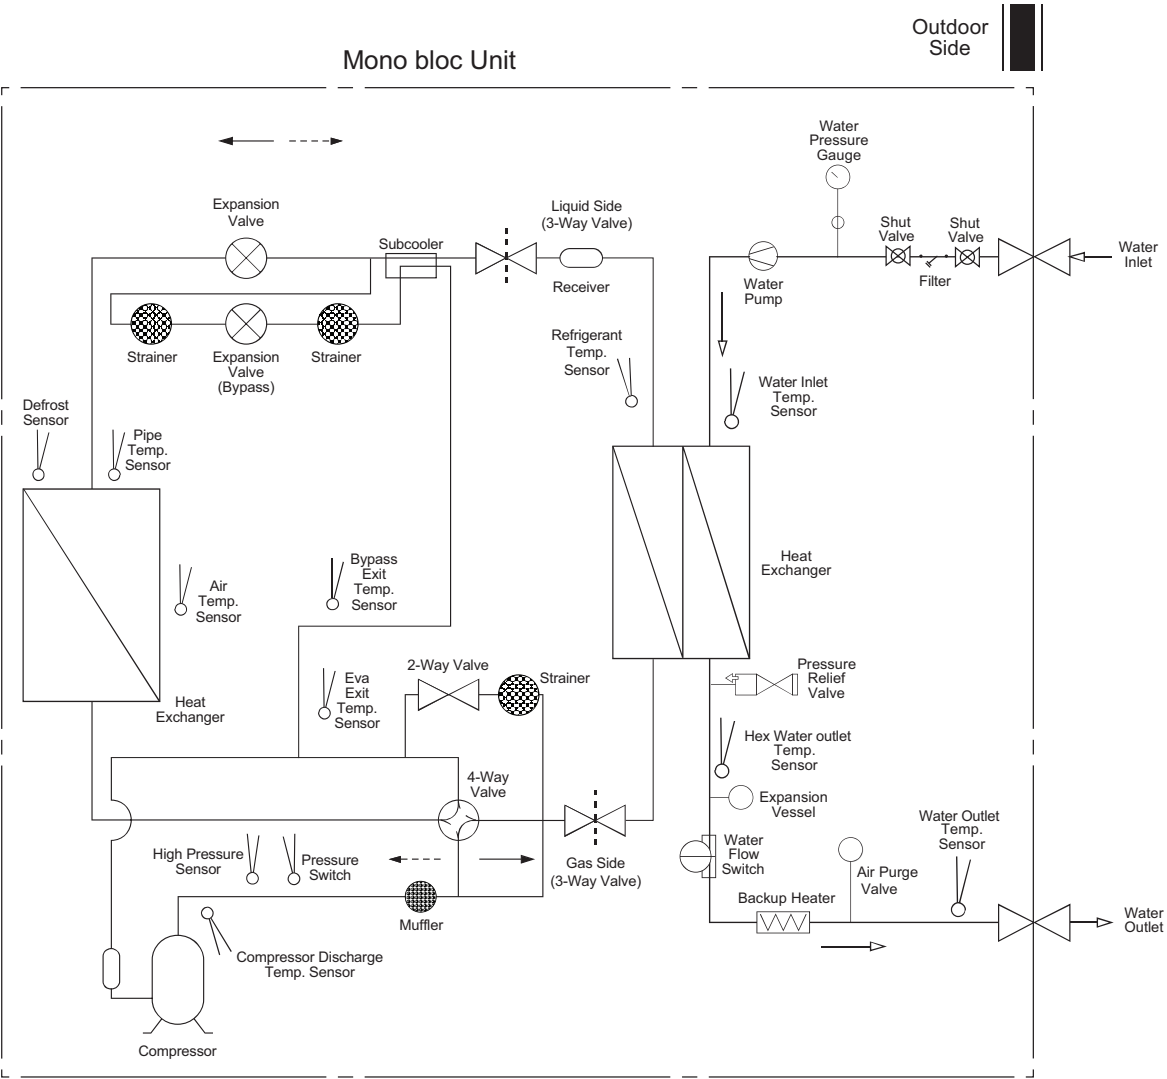 Outdoor
Side
Mono bloc Unit
Water
Pressure
Gauge
Expansion
Valve
Liquid Side
(3-Way Valve)
Shut
Valve
Shut
Valve
Subcooler
Water
Inlet
Receiver
Water
Pump
Filter
Strainer
Expansion
Valve
(Bypass)
Strainer
Refrigerant
Temp.
Sensor
Water Inlet
Temp.
Sensor
Defrost
Sensor
Pipe
Temp.
Sensor
Air
Temp.
Sensor
Bypass
Exit
Temp.
Sensor
Heat
Exchanger
2-Way Valve
Strainer
Pressure
Relief
Valve
Eva
Exit
Temp.
Sensor
Heat
Exchanger
Hex Water outlet
Temp.
Sensor
4-Way
Valve
Expansion
Vessel
Water Outlet
Temp.
Sensor
High Pressure
Sensor
Pressure
Switch
Gas Side
(3-Way Valve)
Water
Flow
Switch
Air Purge
Valve
Backup Heater
Muffler
Water
Outlet
Compressor Discharge
Temp. Sensor
Compressor